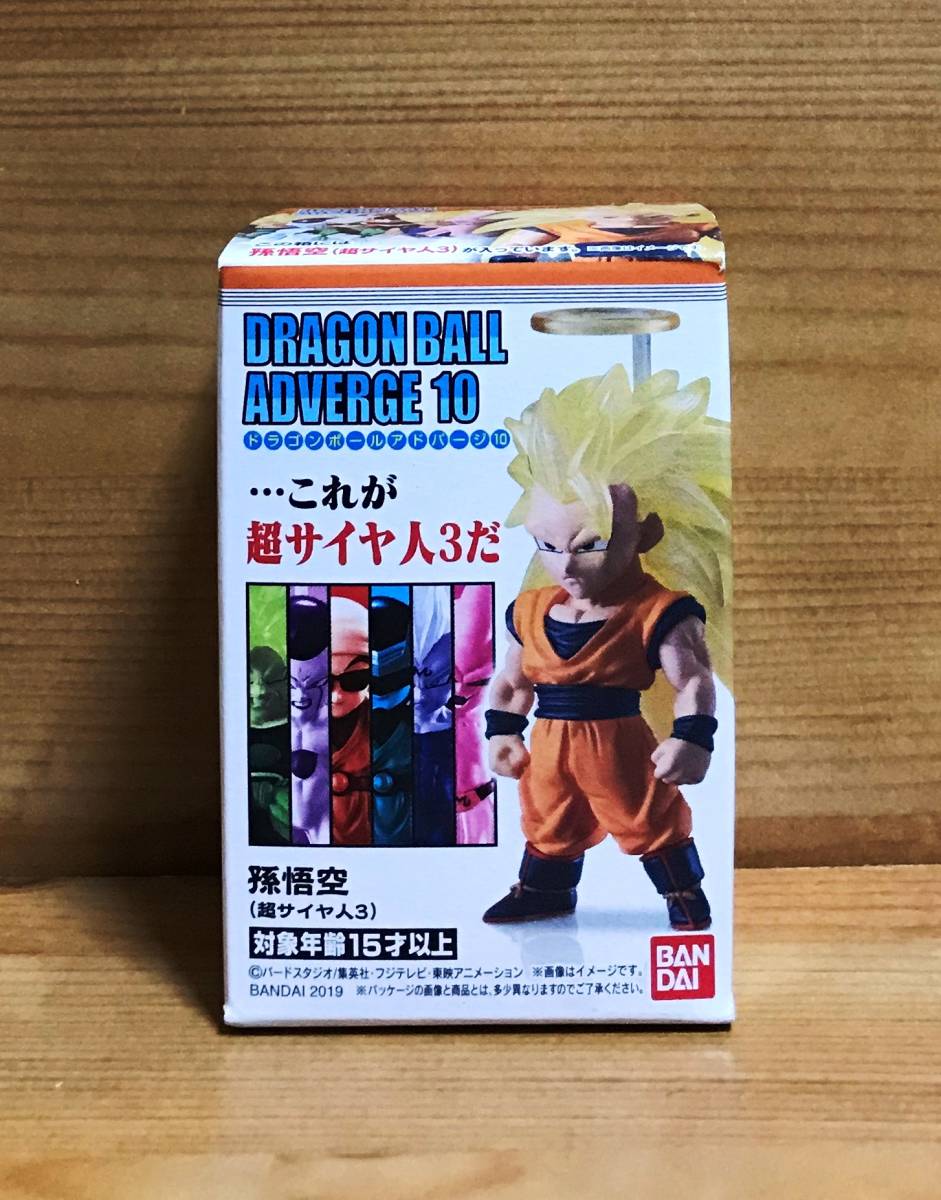 この箱には
孫悟空(超サイヤ人3)が入っています。
DRAGON BALL
ADVERGE 10
ドラゴンボールアドバージ10
…これが
超サイヤ人3だ
孫悟空
(超サイヤ人3)
対象年齢15才以上
©バードスタジオ/集英社・フジテレビ・東映アニメーション ※画像はイメージです。
BANDAI 2019 ※パッケージの画像と商品とは、多少異なりますのでご了承ください。
BAN
DAI